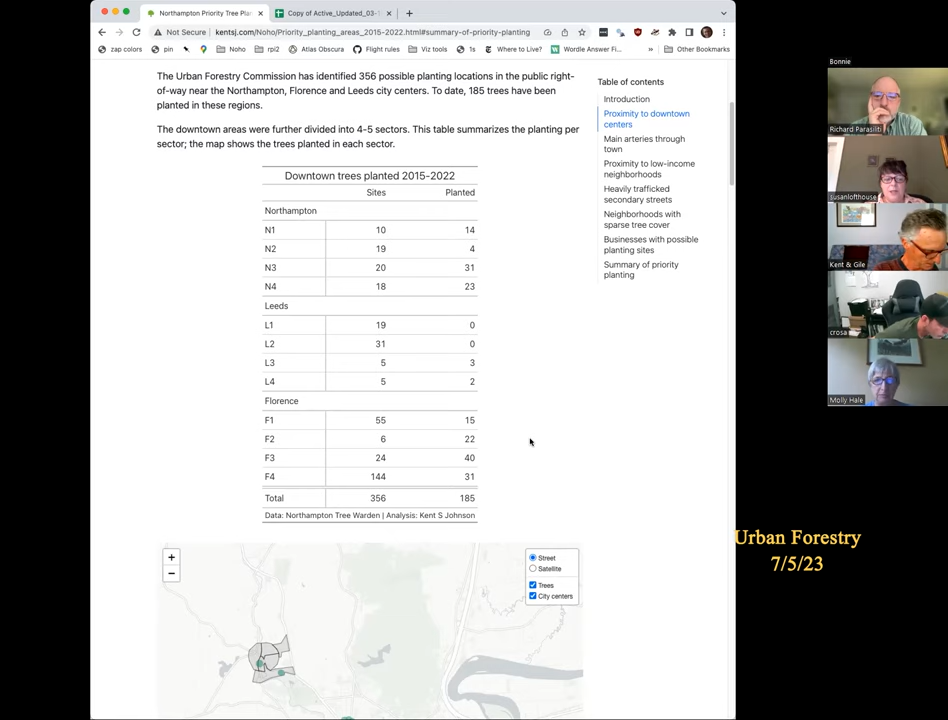 Northampton Priority Tree Plan
Copy of Active_Updated_03-
Not Secure | kentsj.com/Noho/Priority_planting_areas_2015-2022.html#summary-of-priority-planting
zap colors
pin
Noho
rpi2
Atlas Obscura
Flight rules
Viz tools
1s
Where to Live?
Wordle Answer Fi...
»
Other Bookmarks
The Urban Forestry Commission has identified 356 possible planting locations in the public right-
of-way near the Northampton, Florence and Leeds city centers. To date, 185 trees have been
planted in these regions.
The downtown areas were further divided into 4-5 sectors. This table summarizes the planting per
sector; the map shows the trees planted in each sector.
Downtown trees planted 2015-2022
Sites Planted
Northampton
N1 10 14
N2 19 4
N3 20 31
N4 18 23
Leeds
L1 19 0
L2 31 0
L3 5 3
L4 5 2
Florence
F1 55 15
F2 6 22
F3 24 40
F4 144 31
Total 356 185
Data: Northampton Tree Warden | Analysis: Kent S Johnson
+
−
Street
Satellite
Trees
City centers
Table of contents
Introduction
Proximity to downtown
centers
Main arteries through
town
Proximity to low-income
neighborhoods
Heavily trafficked
secondary streets
Neighborhoods with
sparse tree cover
Businesses with possible
planting sites
Summary of priority
planting
Bonnie
Richard Parasiliti
susanlofthouse
Kent & Gile
crosa
Molly Hale
Urban Forestry
7/5/23